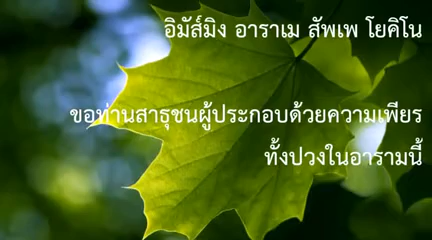 อิมัส์มิง อาราเม สัพเพ โยคิโน
ขอท่านสาธุชนผู้ประกอบด้วยความเพียร
ทั้งปวงในอารามนี้